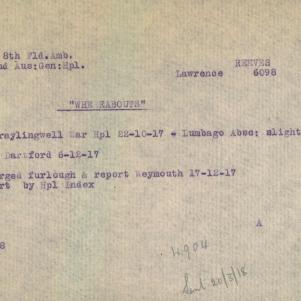 8th Fld.Amb.
nd Aus:Gen:Hpl.
REEVES
Lawrence 6098
"WHEREABOUTS"
raylingwell War Hpl 22-10-17 - Lumbago Absc: slight
Dartford 6-12-17
rged furlough & report Weymouth 17-12-17
rt by Hpl Index
A
8
4904
Sent 20/3/18